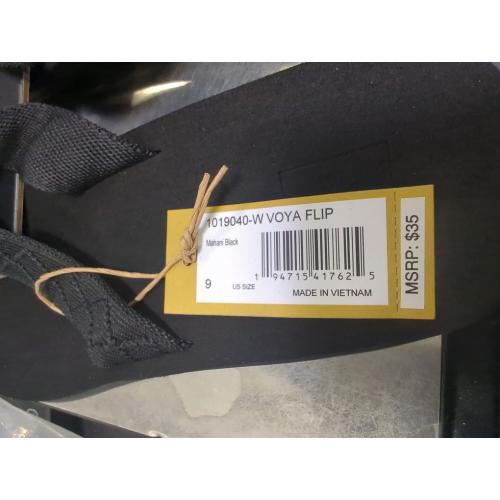 1019040-W VOYA FLIP
Mahani Black
1 94715 41762 5
9 US SIZE
MADE IN VIETNAM
MSRP: $35